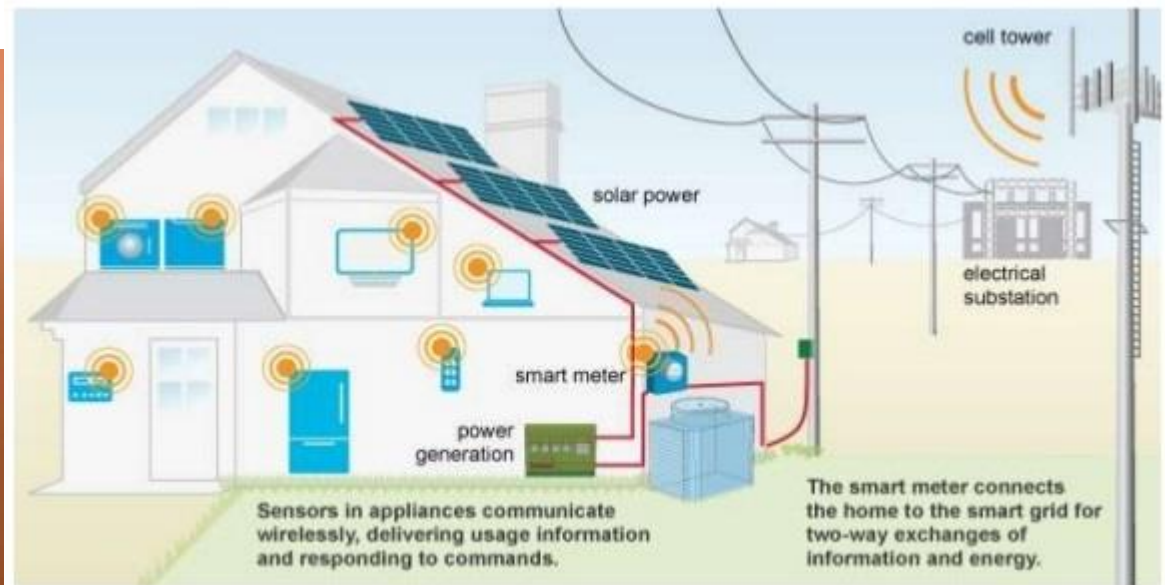 cell tower
solar power
electrical
substation
smart meter
power
generation
Sensors in appliances communicate
wirelessly, delivering usage information
and responding to commands.
The smart meter connects
the home to the smart grid for
two-way exchanges of
information and energy.